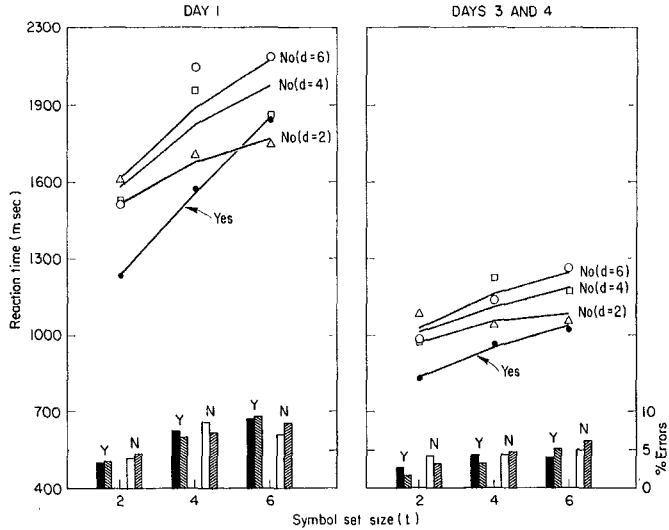 DAY 1
DAYS 3 AND 4
2300
1900
1600
1300
1000
700
400
Reaction time (m sec)
No(d=6)
No(d=4)
No(d=2)
Yes
Y
N
Y
N
Y
N
2
4
6
No(d=6)
No(d=4)
No(d=2)
Yes
Y
N
Y
N
Y
N
2
4
6
10
5
0
% Errors
Symbol set size (t)